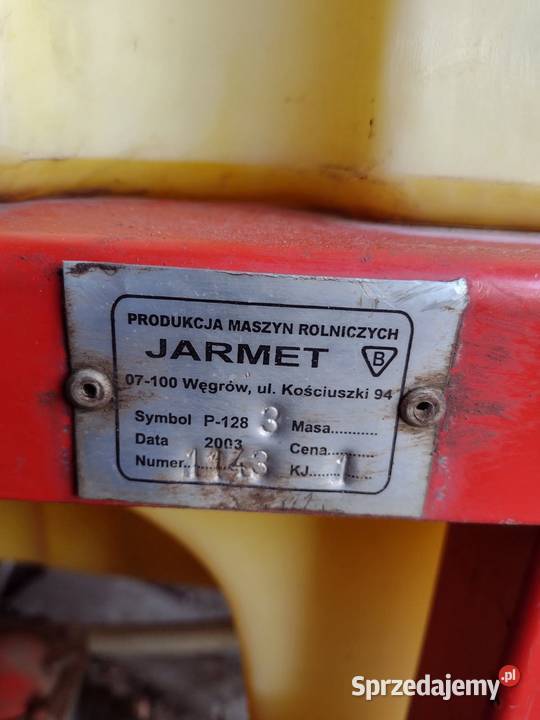 PRODUKCJA MASZYN ROLNICZYCH
JARMET B
07-100 Węgrów, ul. Kościuszki 94
Symbol P-128 3 Masa...........
Data 2003 Cena...........
Numer.. 1143 KJ........1.....
Sprzedajemy.pl